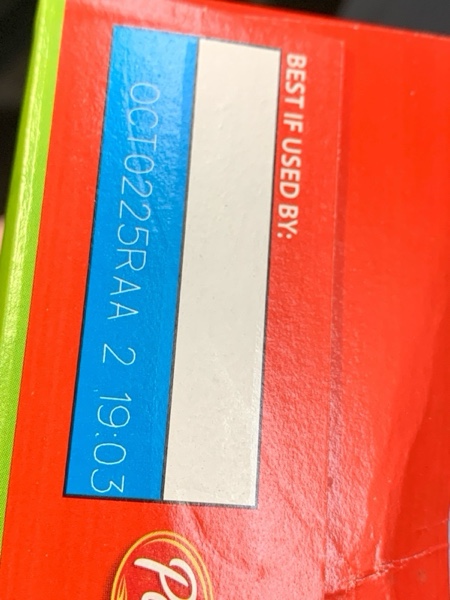 BEST IF USED BY:
OCT0225RAA 2 19:03